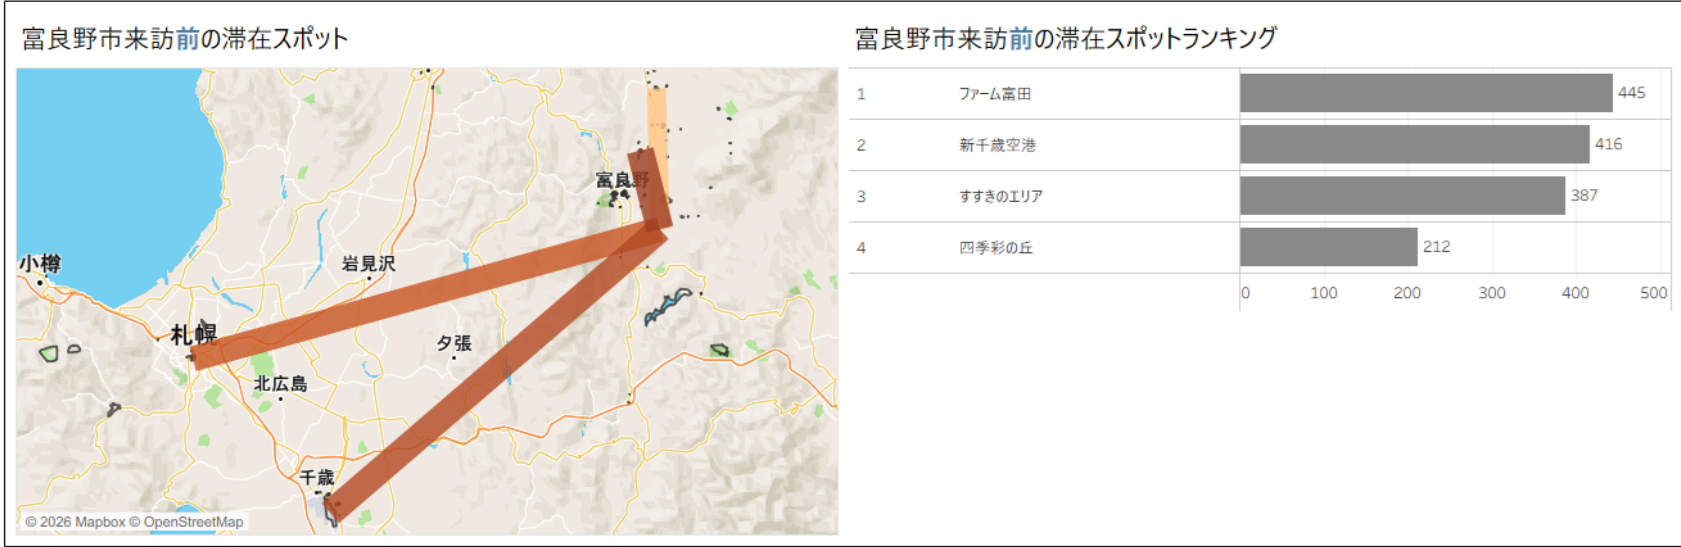 富良野市来訪前の滞在スポット
富良野
小樽
岩見沢
札幌
夕張
北広島
千歳
© 2026 Mapbox © OpenStreetMap
富良野市来訪前の滞在スポットランキング
1 ファーム富田 445
2 新千歳空港 416
3 すすきのエリア 387
4 四季彩の丘 212
0 100 200 300 400 500